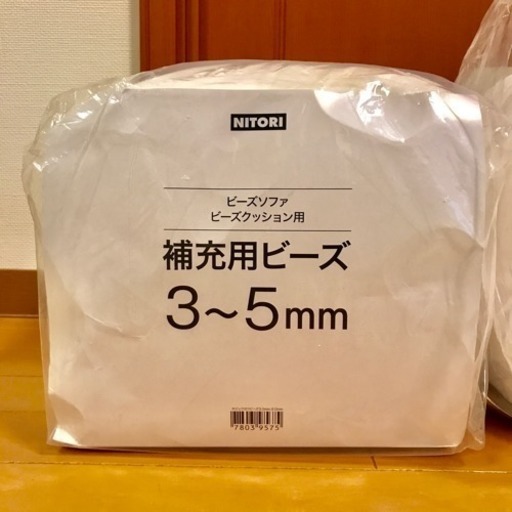 NITORI
ビーズソファ
ビーズクッション用
補充用ビーズ
3～5mm
7803 9575